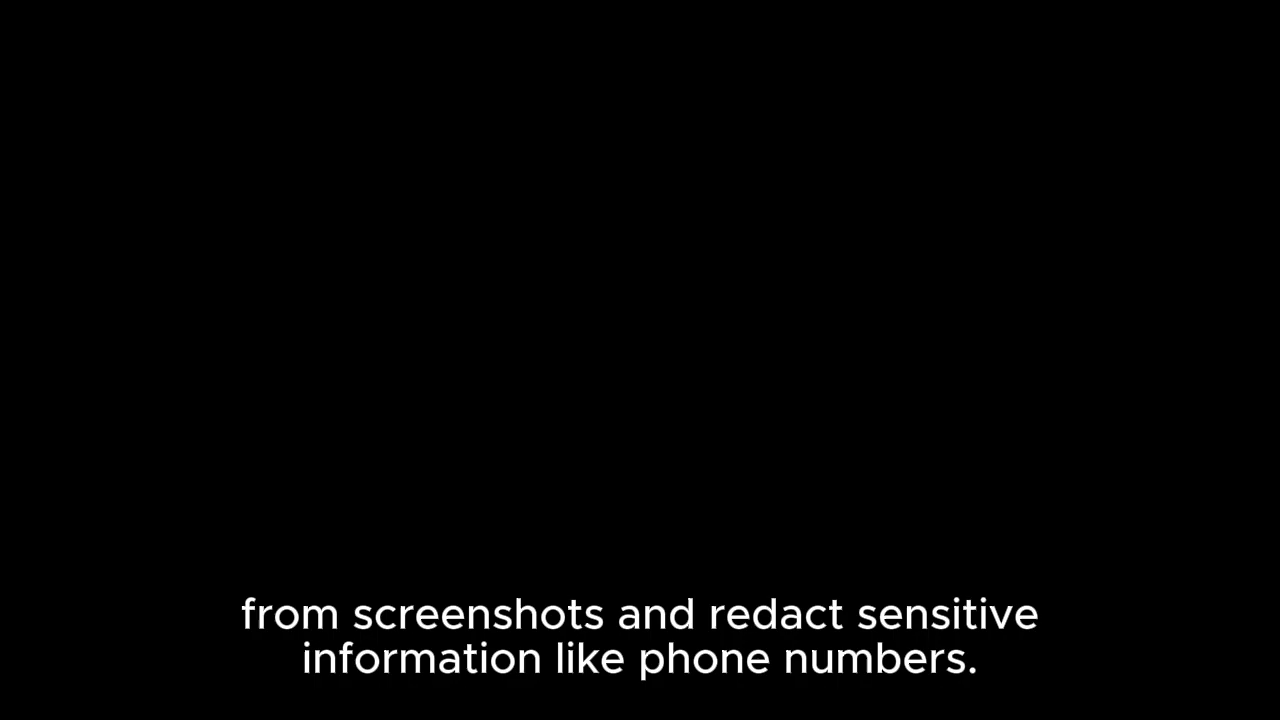 from screenshots and redact sensitive
information like phone numbers.